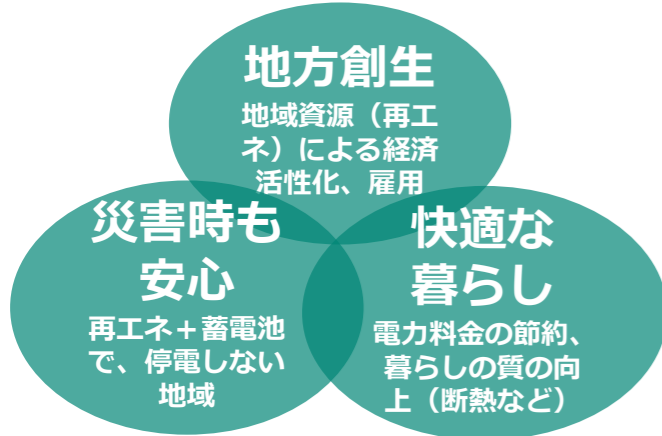 地方創生
地域資源（再エ
ネ）による経済
活性化、雇用
災害時も
安心
再エネ＋蓄電池
で、停電しない
地域
快適な
暮らし
電力料金の節約、
暮らしの質の向
上（断熱など）